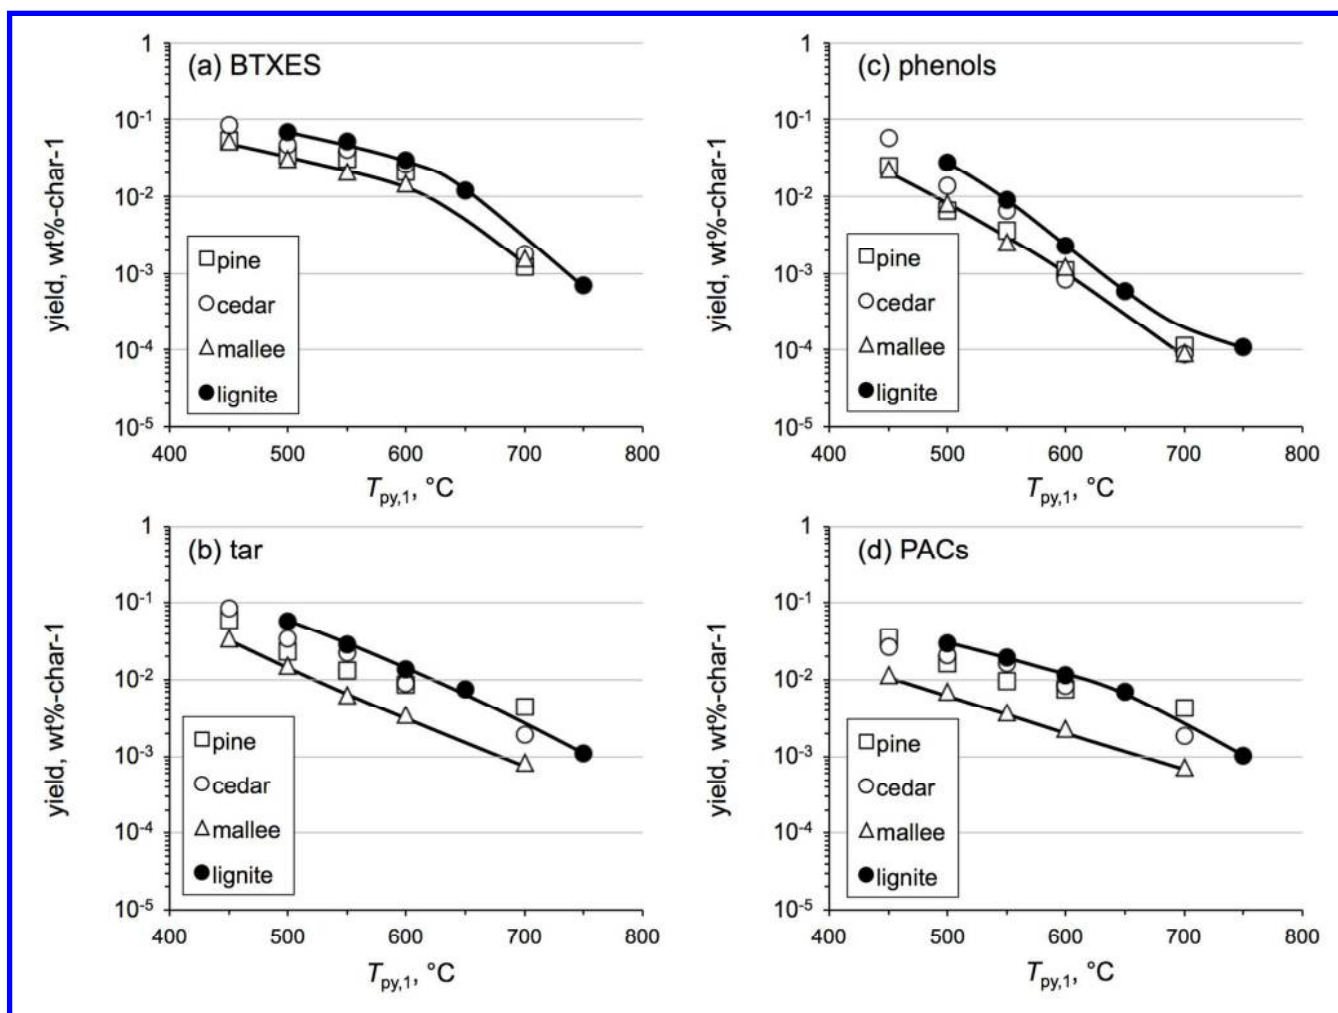 (a) BTXES
yield, wt%-char-1
1
10-1
10-2
10-3
10-4
10-5
pine
cedar
mallee
lignite
400 500 600 700 800
Tpy,1, °C
(c) phenols
yield, wt%-char-1
1
10-1
10-2
10-3
10-4
10-5
pine
cedar
mallee
lignite
400 500 600 700 800
Tpy,1, °C
(b) tar
yield, wt%-char-1
1
10-1
10-2
10-3
10-4
10-5
pine
cedar
mallee
lignite
400 500 600 700 800
Tpy,1, °C
(d) PACs
yield, wt%-char-1
1
10-1
10-2
10-3
10-4
10-5
pine
cedar
mallee
lignite
400 500 600 700 800
Tpy,1, °C